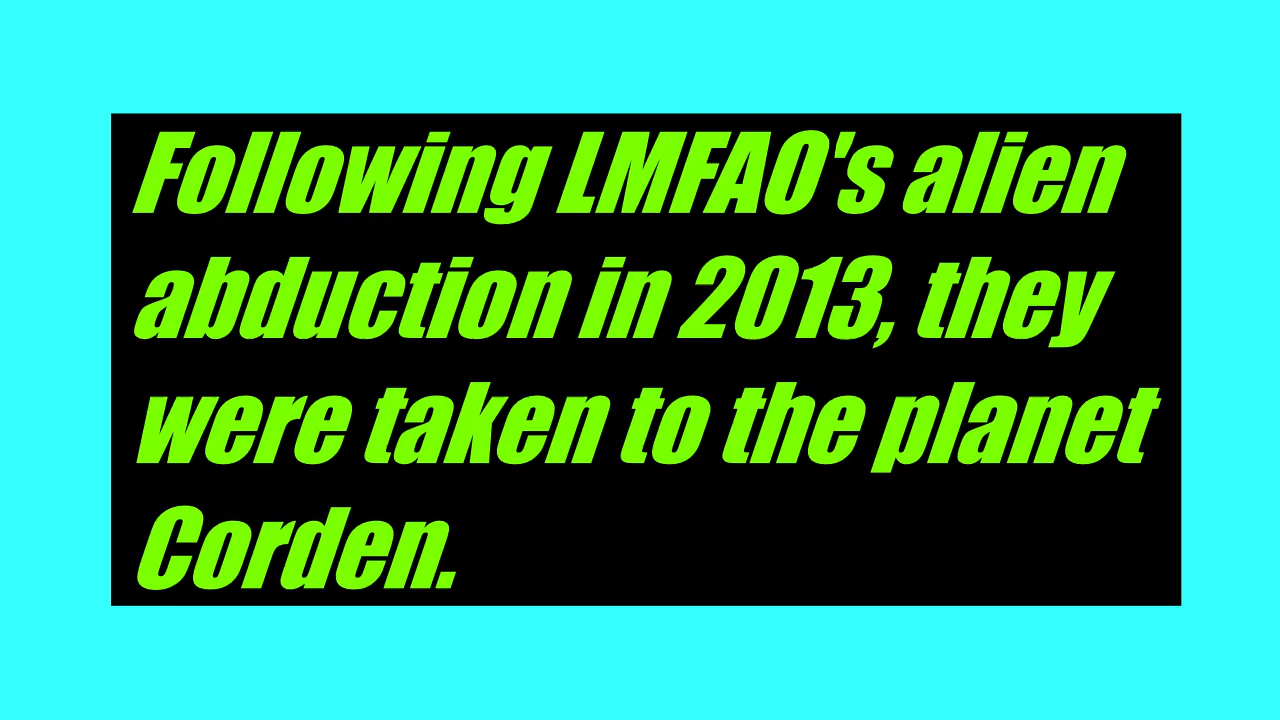 Following LMFAO's alien
abduction in 2013, they
were taken to the planet
Corden.